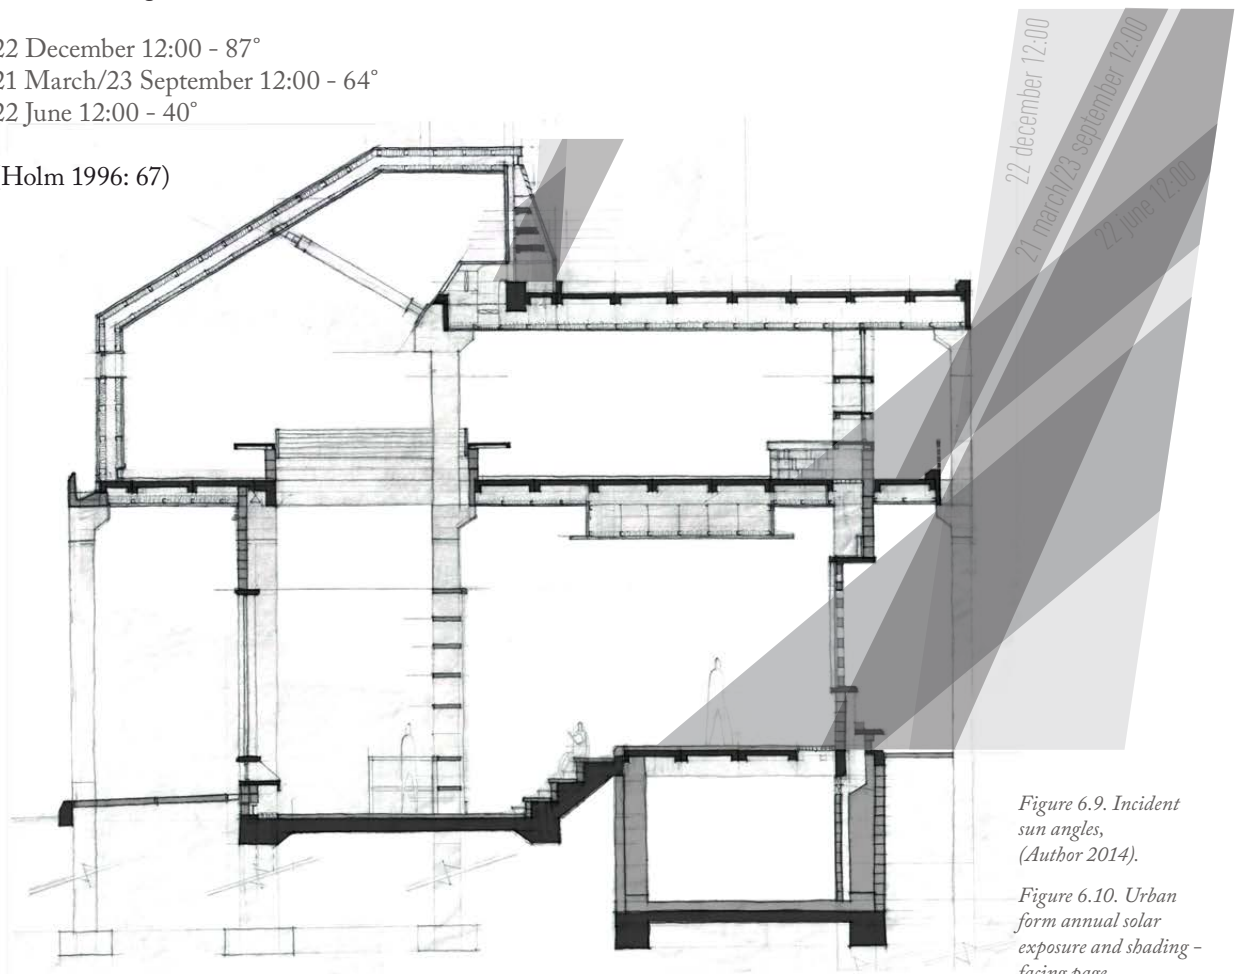 22 December 12:00 - 87°
21 March/23 September 12:00 - 64°
22 June 12:00 - 40°
Holm 1996: 67)
22 december 12:00
21 march/23 september 12:00
22 june 12:00
Figure 6.9. Incident
sun angles,
(Author 2014).
Figure 6.10. Urban
form annual solar
exposure and shading -
facing page